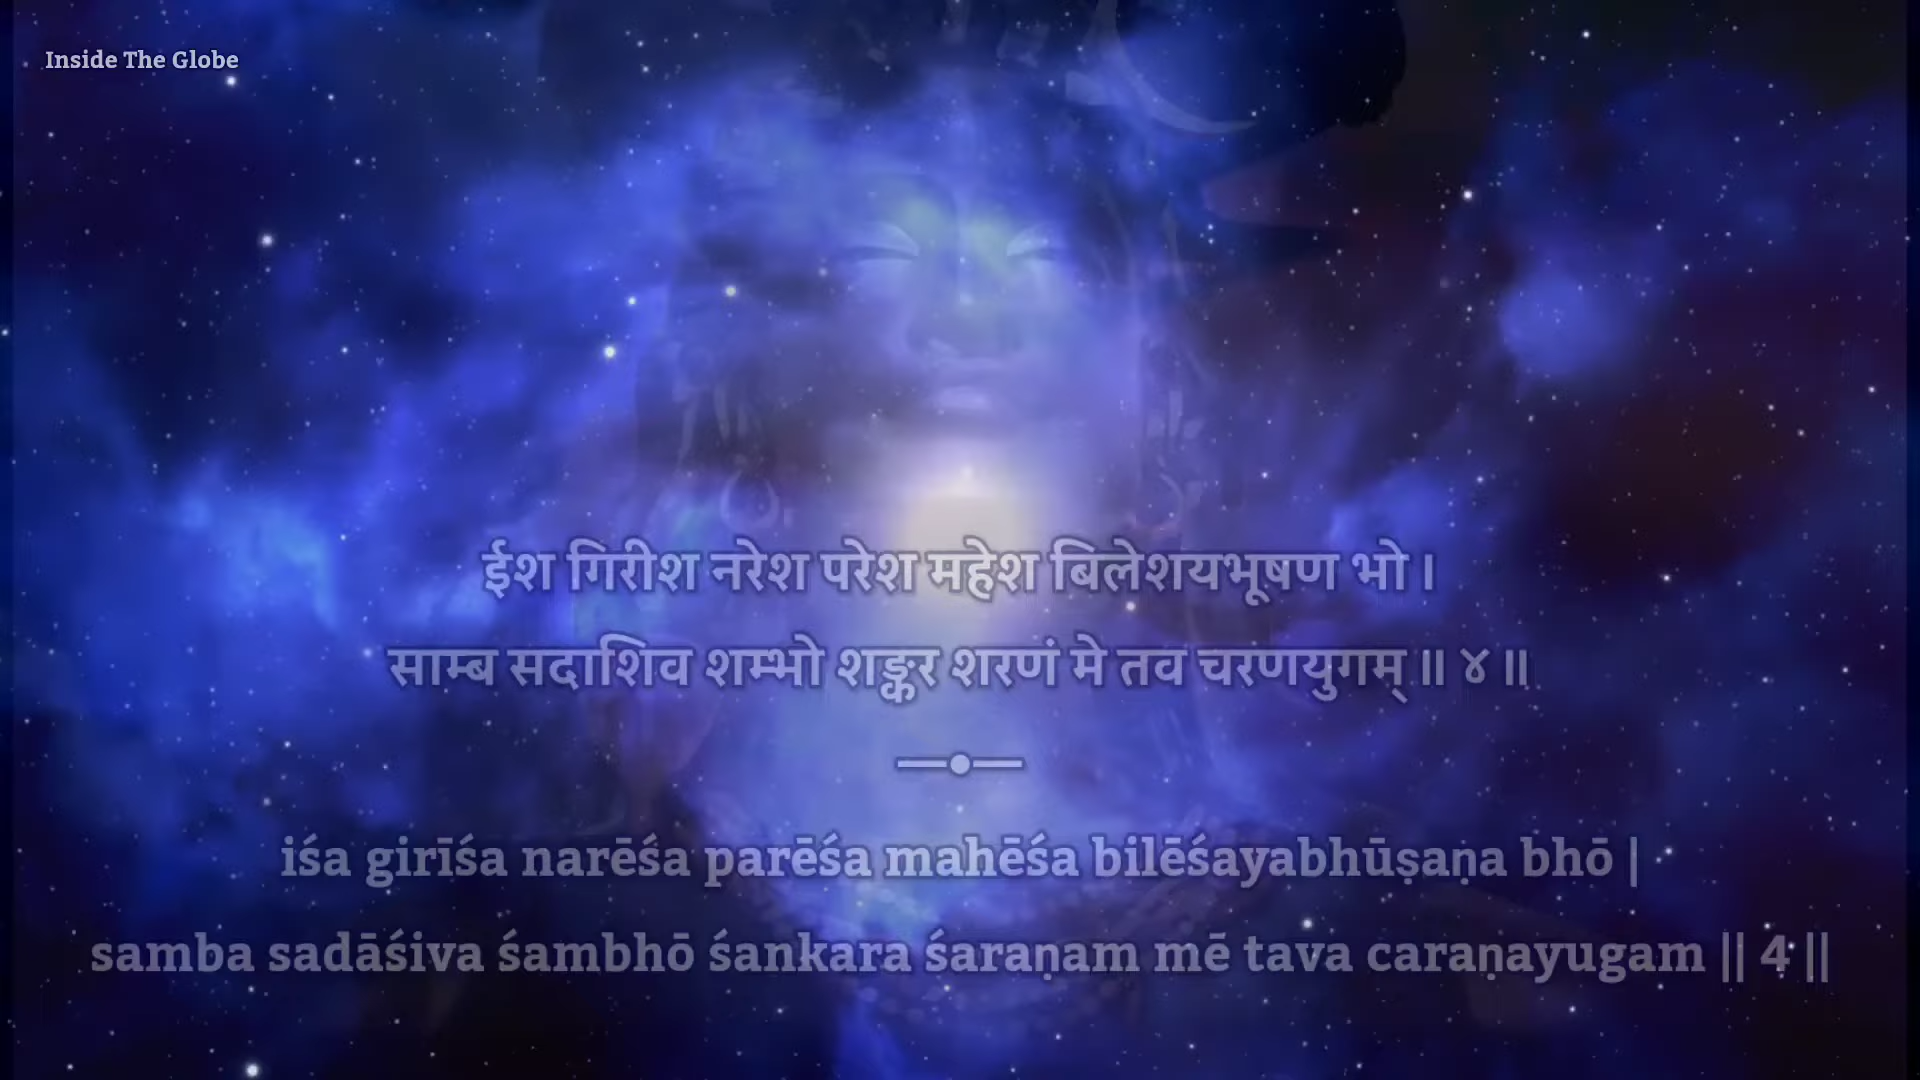 Inside The Globe
ईश गिरीश नरेश परेश महेश बिलेशयभूषण भो ।
साम्ब सदाशिव शम्भो शङ्कर शरणं मे तव चरणयुगम् ॥ ४ ॥
iśa girīśa narēśa parēśa mahēśa bilēśayabhūṣaṇa bhō |
samba sadāśiva śambhō śankara śaraṇam mē tava caraṇayugam || 4 ||